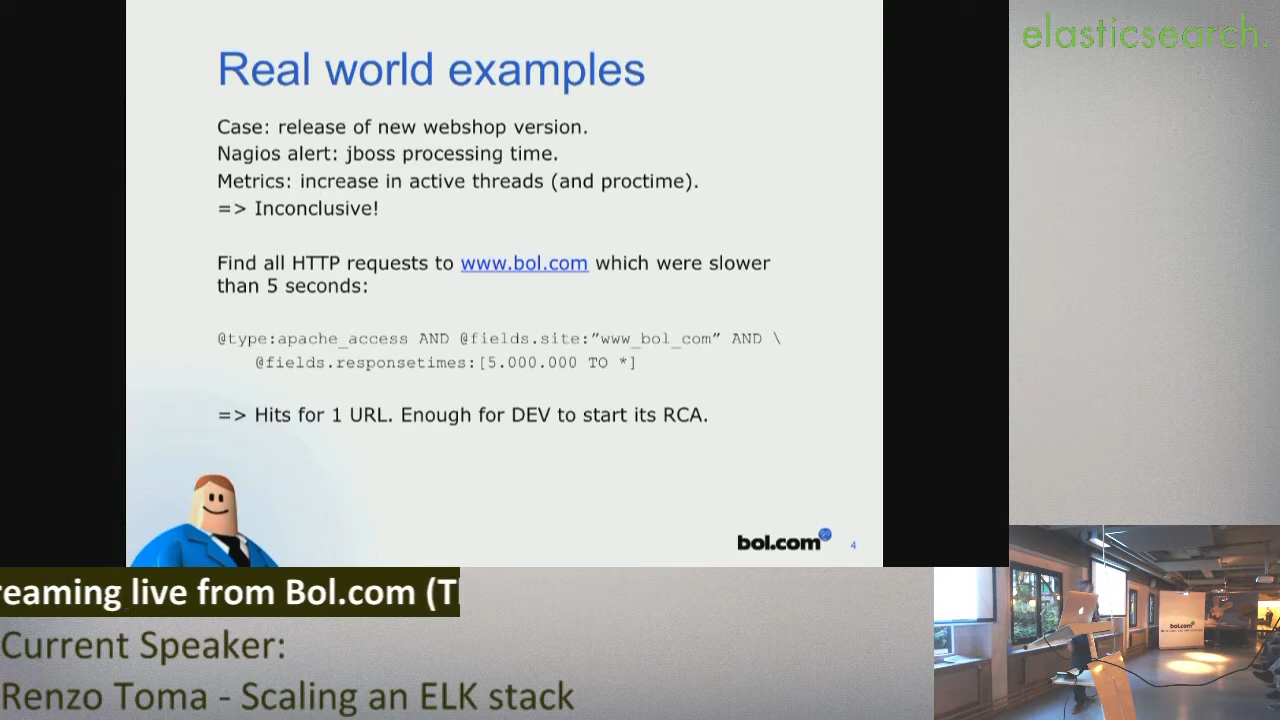 Real world examples
elasticsearch.
Case: release of new webshop version.
Nagios alert: jboss processing time.
Metrics: increase in active threads (and proctime).
=> Inconclusive!
Find all HTTP requests to www.bol.com which were slower
than 5 seconds:
@type:apache_access AND @fields.site:”www_bol_com” AND \
@fields.responsetimes:[5.000.000 TO *]
=> Hits for 1 URL. Enough for DEV to start its RCA.
bol.com
4
reaming live from Bol.com (T
Current Speaker:
Renzo Toma - Scaling an ELK stack
bol.com